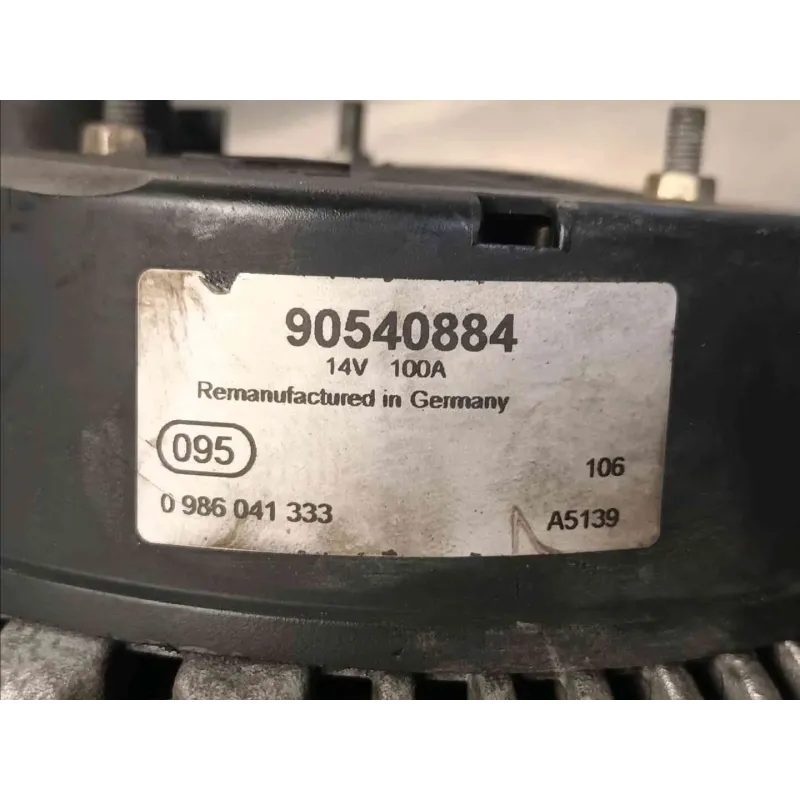 90540884
14V 100A
Remanufactured in Germany
095
106
0 986 041 333
A5139